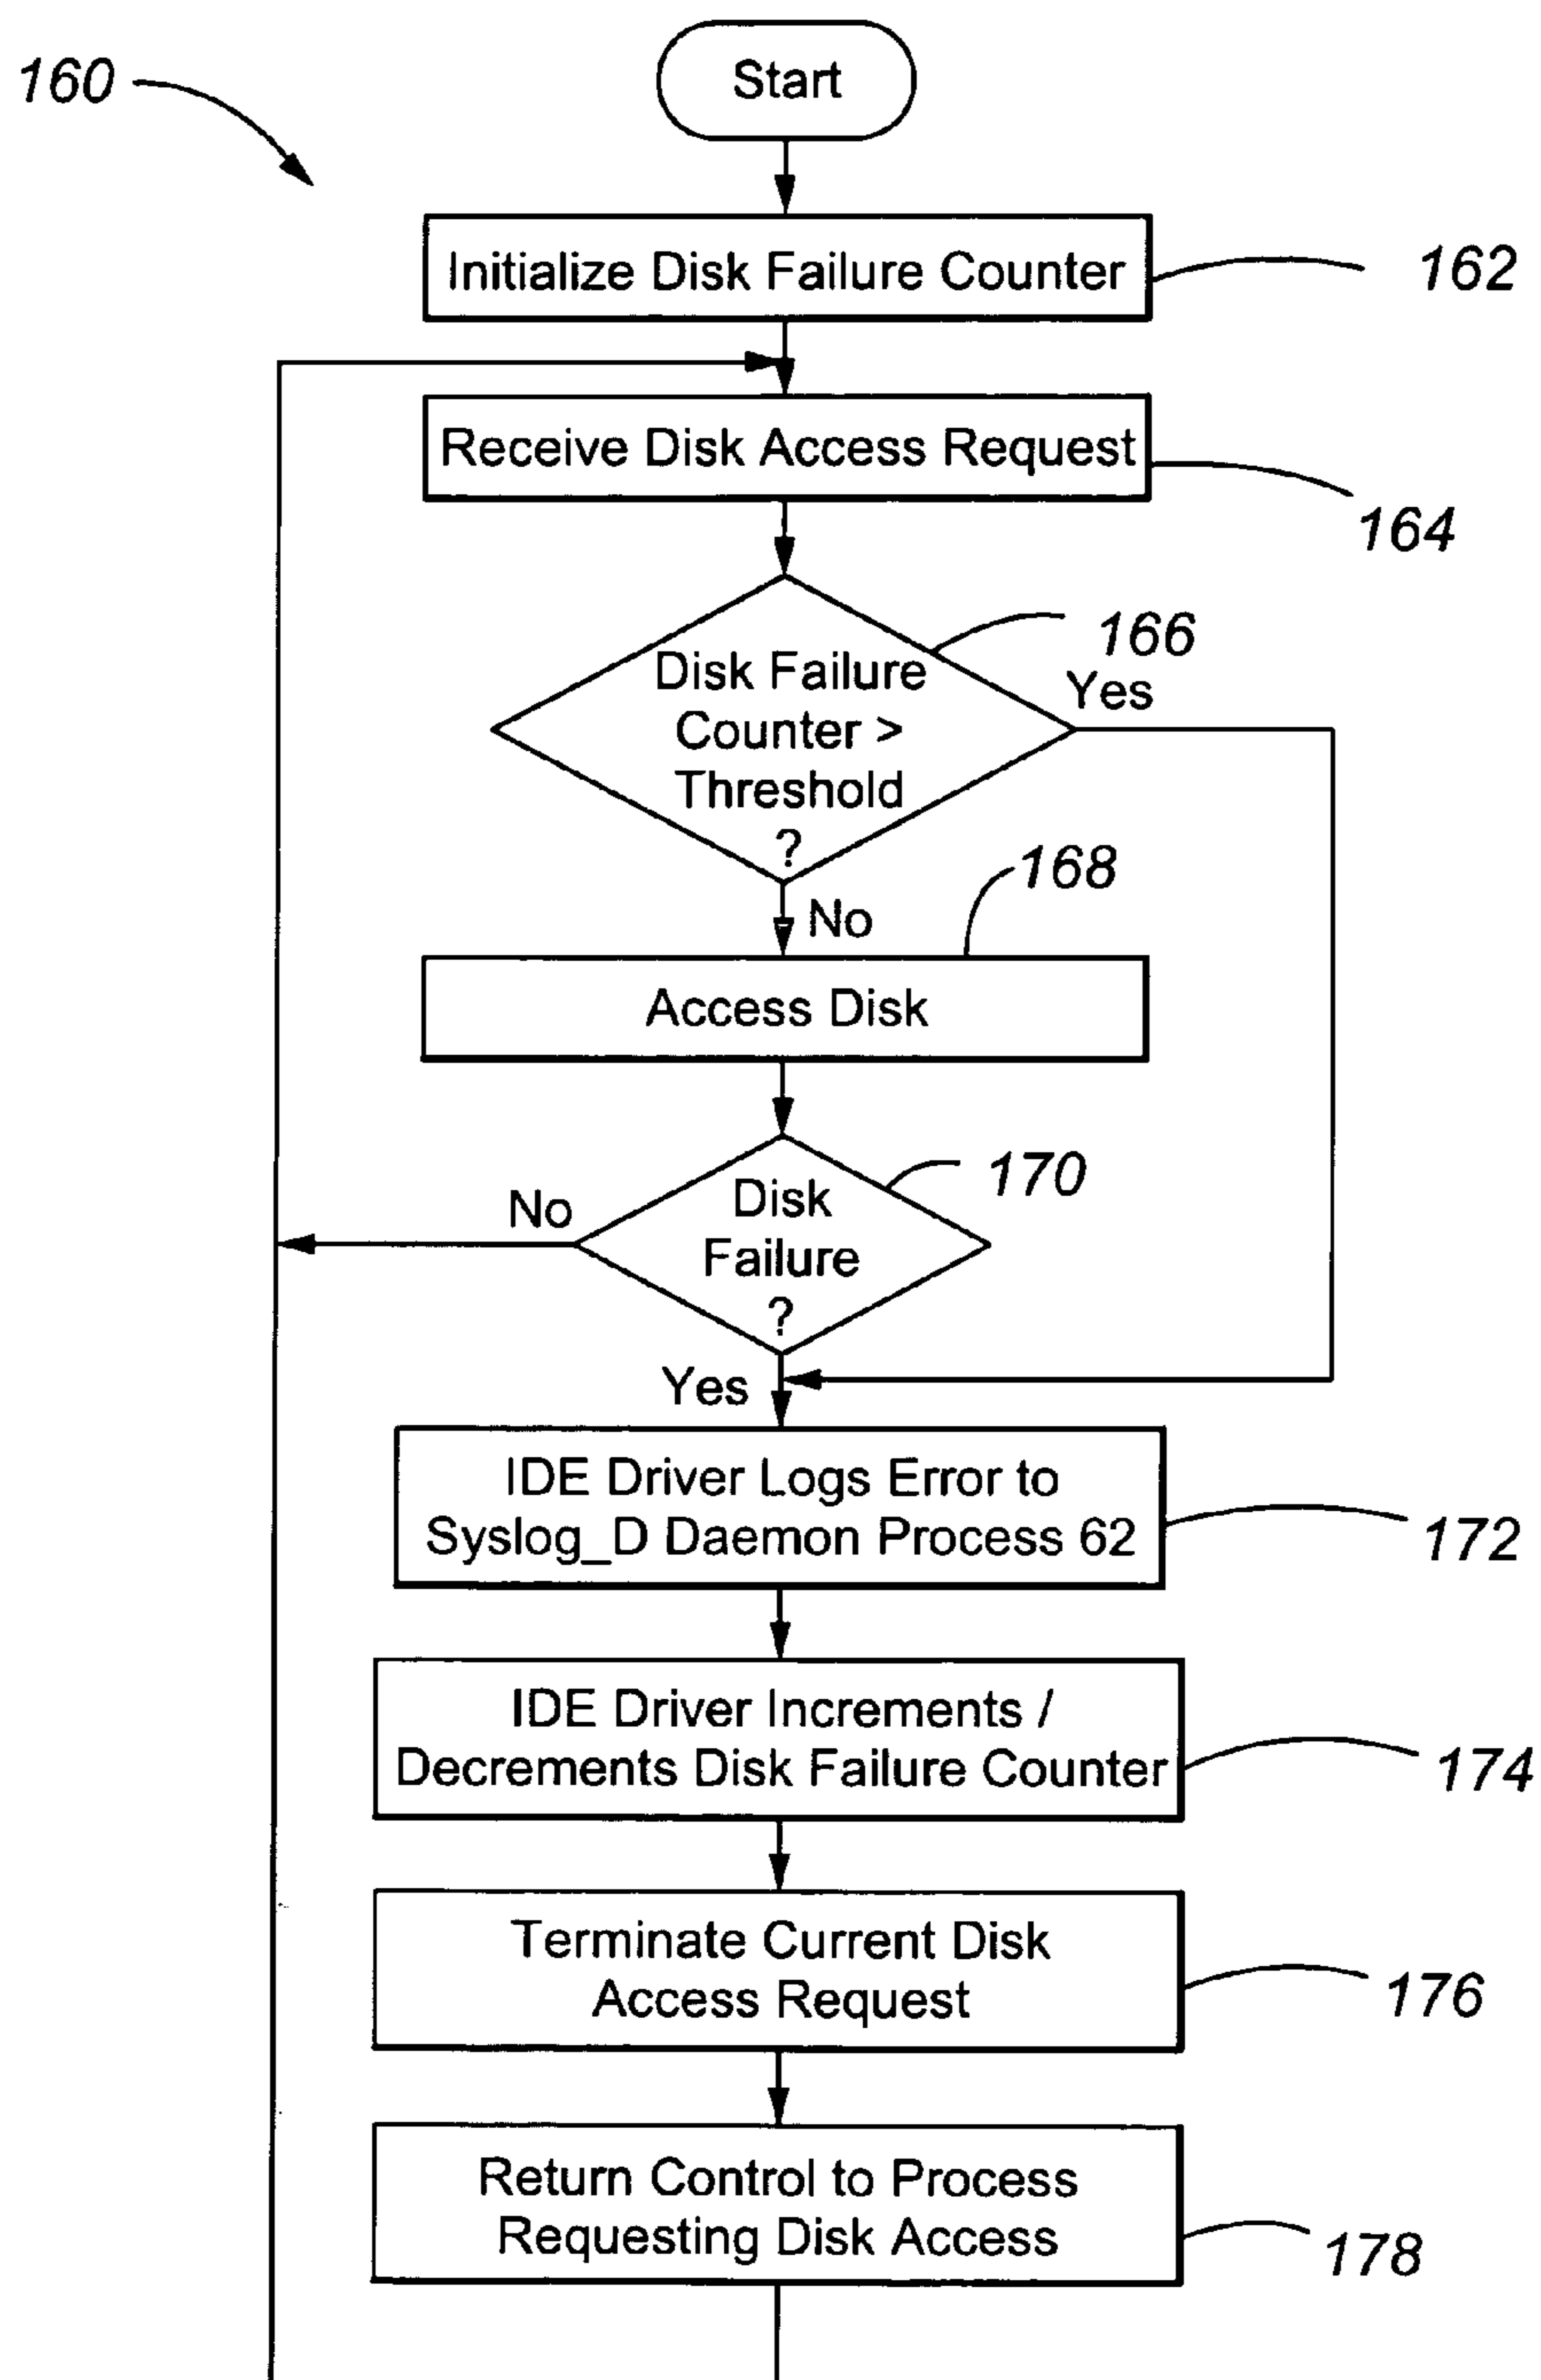 160
Start
Initialize Disk Failure Counter
162
Receive Disk Access Request
164
166
Disk Failure
Counter >
Threshold
?
Yes
168
No
Access Disk
170
Disk
Failure
?
No
Yes
IDE Driver Logs Error to
Syslog_D Daemon Process 62
172
IDE Driver Increments /
Decrements Disk Failure Counter
174
Terminate Current Disk
Access Request
176
Return Control to Process
Requesting Disk Access
178